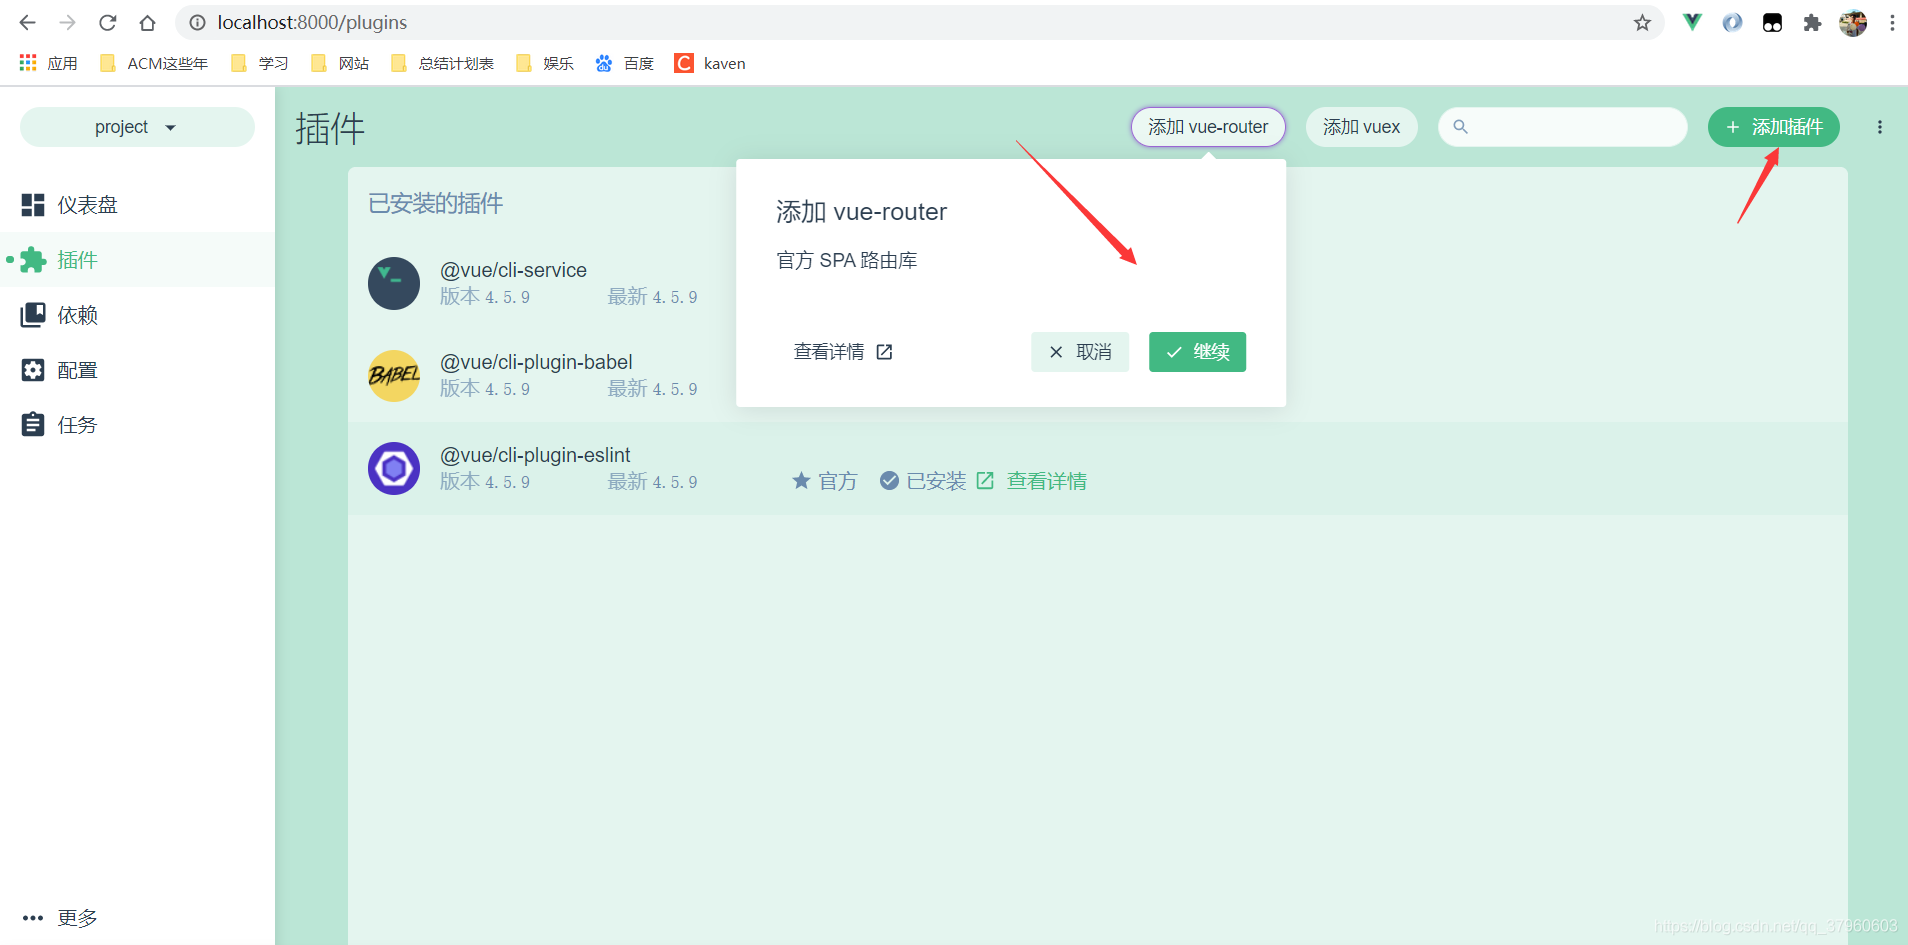 localhost:8000/plugins
应用 ACM这些年 学习 网站 总结计划表 娱乐 百度 kaven
project
插件
添加 vue-router 添加 vuex 添加插件
仪表盘
插件
依赖
配置
任务
更多
已安装的插件
@vue/cli-service
版本 4.5.9 最新 4.5.9
BABEL
@vue/cli-plugin-babel
版本 4.5.9 最新 4.5.9
@vue/cli-plugin-eslint
版本 4.5.9 最新 4.5.9 官方 已安装 查看详情
添加 vue-router
官方 SPA 路由库
查看详情 取消 继续
https://blog.csdn.net/qq_37960603